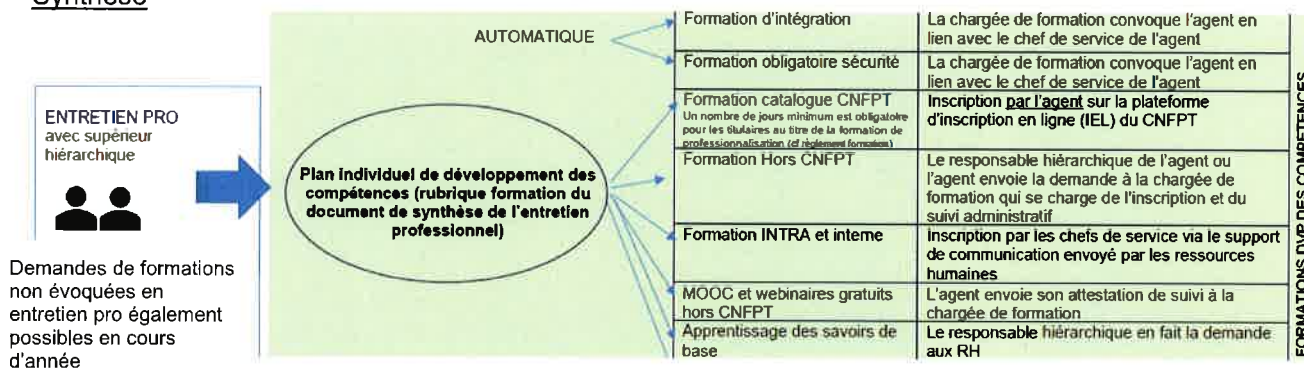 Synthèse
AUTOMATIQUE
ENTRETIEN PRO
avec supérieur
hiérarchique
Demandes de formations
non évoquées en
entretien pro également
possibles en cours
d'année
Plan individuel de développement des
compétences (rubrique formation du
document de synthèse de l'entretien
professionnel)
Formation d'intégration
La chargée de formation convoque l'agent en
lien avec le chef de service de l'agent
Formation obligatoire sécurité
La chargée de formation convoque l'agent en
lien avec le chef de service de l'agent
Formation catalogue CNFPT
Un nombre de jours minimum est obligatoire
pour les titulaires au titre de la formation de
professionnalisation (cf règlement formation)
Inscription par l'agent sur la plateforme
d'inscription en ligne (IEL) du CNFPT
Formation Hors CNFPT
Le responsable hiérarchique de l'agent ou
l'agent envoie la demande à la chargée de
formation qui se charge de l'inscription et du
suivi administratif
Formation INTRA et interne
Inscription par les chefs de service via le support
de communication envoyé par les ressources
humaines
MOOC et webinaires gratuits
hors CNFPT
L'agent envoie son attestation de suivi à la
chargée de formation
Apprentissage des savoirs de
base
Le responsable hiérarchique en fait la demande
aux RH
FORMATIONS DVP DES COMPETENCES